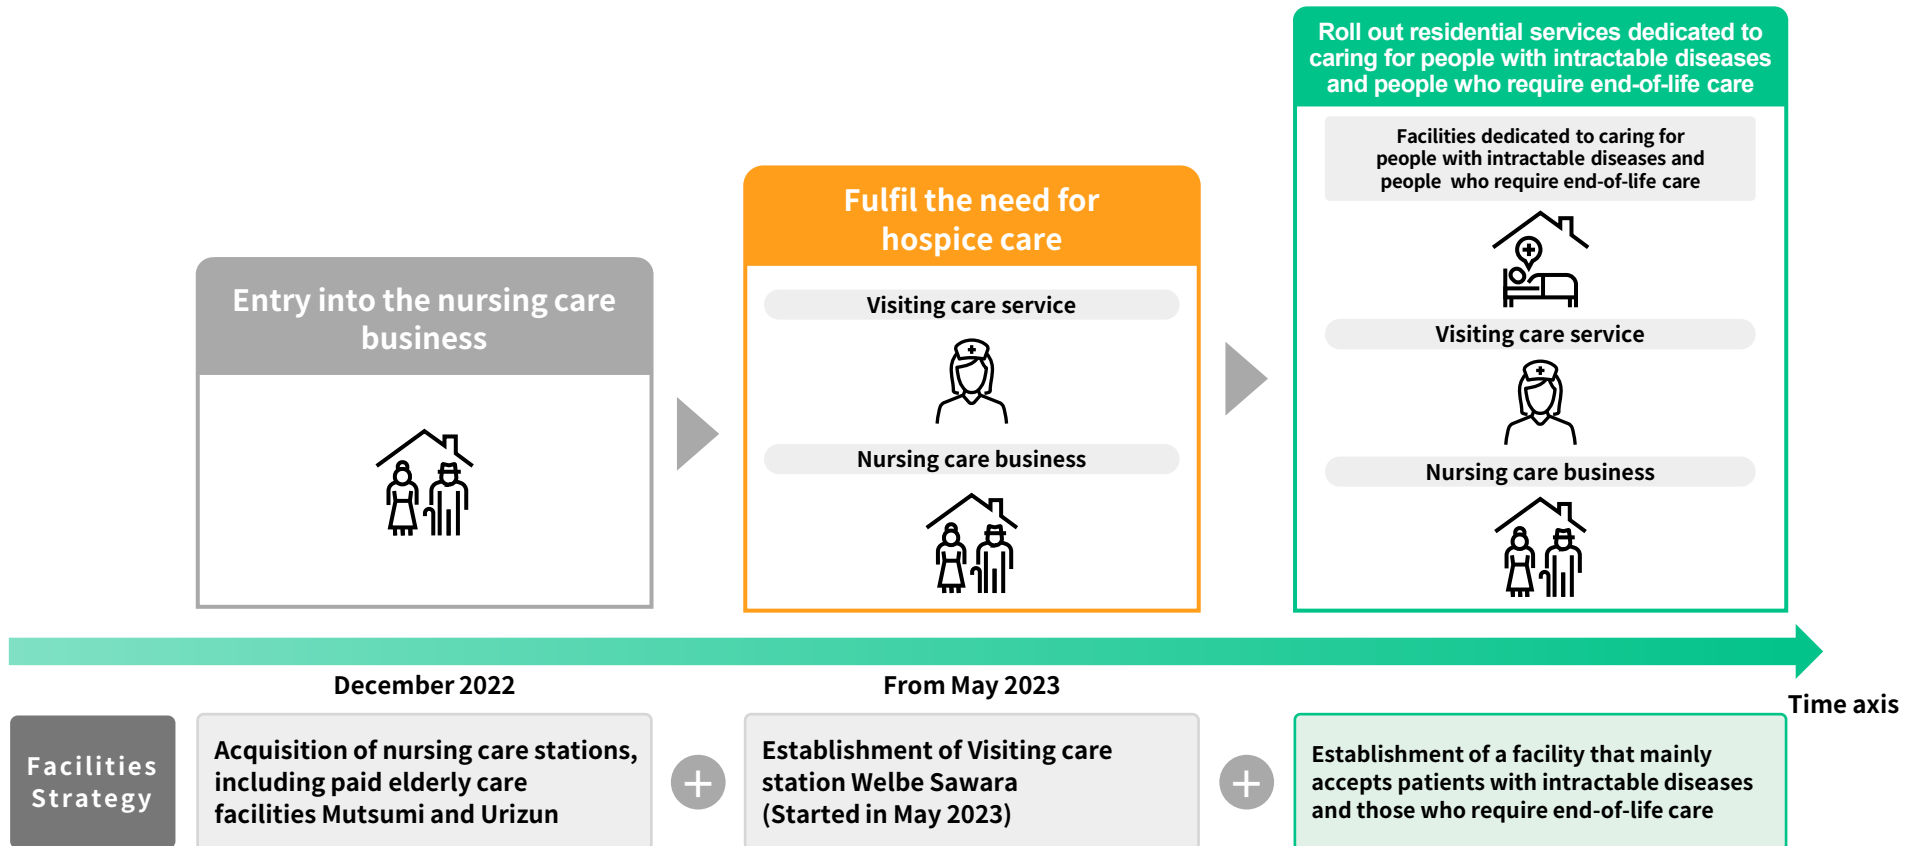 Entry into the nursing care
business
Fulfil the need for
hospice care
Visiting care service
Nursing care business
Roll out residential services dedicated to
caring for people with intractable diseases
and people who require end-of-life care
Facilities dedicated to caring for
people with intractable diseases and
people who require end-of-life care
Visiting care service
Nursing care business
December 2022
From May 2023
Time axis
Facilities
Strategy
Acquisition of nursing care stations,
including paid elderly care
facilities Mutsumi and Urizun
+
Establishment of Visiting care
station Welbe Sawara
(Started in May 2023)
+
Establishment of a facility that mainly
accepts patients with intractable diseases
and those who require end-of-life care